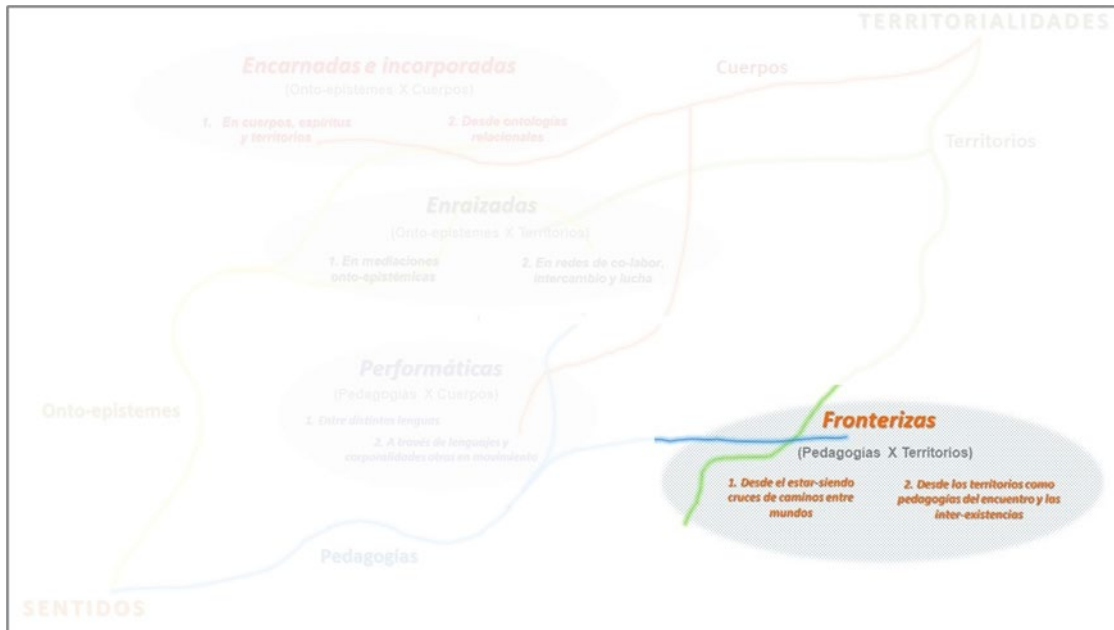 TERRITORIALIDADES
Encarnadas e incorporadas
(Onto-epistemes X Cuerpos)
1. En cuerpos, espíritus
y territorios
2. Desde ontologías
relacionales
Cuerpos
Territorios
Enraizadas
(Onto-epistemes X Territorios)
1. En mediaciones
onto-epistémicas
2. En redes de co-labor,
intercambio y lucha
Performáticas
(Pedagogías X Cuerpos)
1. Entre distintas lenguas
2. A través de lenguajes y
corporalidades otras en movimiento
Onto-epistemes
Fronterizas
(Pedagogías X Territorios)
1. Desde el estar-siendo
cruces de caminos entre
mundos
2. Desde los territorios como
pedagogías del encuentro y las
inter-existencias
Pedagogías
SENTIDOS